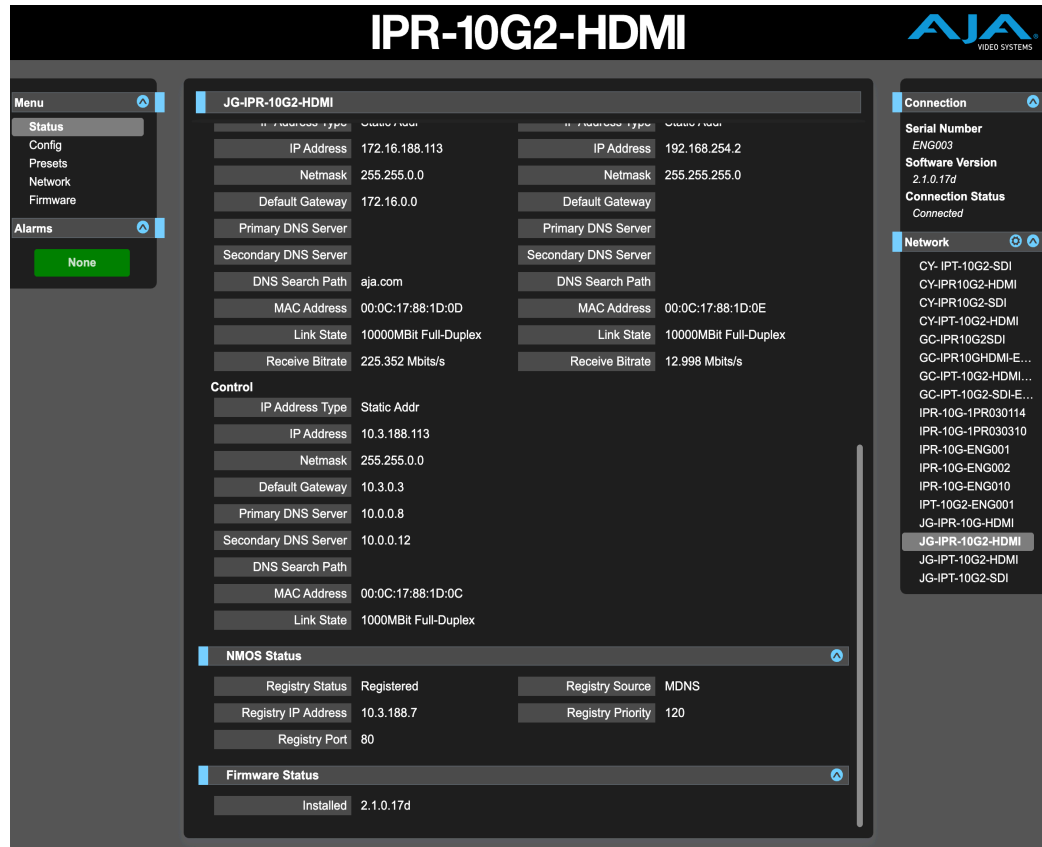 IPR-10G2-HDMI
AJA
VIDEO SYSTEMS
Menu
Status
Config
Presets
Network
Firmware
Alarms
None
JG-IPR-10G2-HDMI
IP Address Type Static Addr IP Address Type Static Addr
IP Address 172.16.188.113 IP Address 192.168.254.2
Netmask 255.255.0.0 Netmask 255.255.255.0
Default Gateway 172.16.0.0 Default Gateway
Primary DNS Server Primary DNS Server
Secondary DNS Server Secondary DNS Server
DNS Search Path aja.com DNS Search Path
MAC Address 00:0C:17:88:1D:0D MAC Address 00:0C:17:88:1D:0E
Link State 10000MBit Full-Duplex Link State 10000MBit Full-Duplex
Receive Bitrate 225.352 Mbits/s Receive Bitrate 12.998 Mbits/s
Control
IP Address Type Static Addr
IP Address 10.3.188.113
Netmask 255.255.0.0
Default Gateway 10.3.0.3
Primary DNS Server 10.0.0.8
Secondary DNS Server 10.0.0.12
DNS Search Path
MAC Address 00:0C:17:88:1D:0C
Link State 1000MBit Full-Duplex
NMOS Status
Registry Status Registered Registry Source MDNS
Registry IP Address 10.3.188.7 Registry Priority 120
Registry Port 80
Firmware Status
Installed 2.1.0.17d
Connection
Serial Number
ENG003
Software Version
2.1.0.17d
Connection Status
Connected
Network
CY- IPT-10G2-SDI
CY-IPR10G2-HDMI
CY-IPR10G2-SDI
CY-IPT-10G2-HDMI
GC-IPR10G2SDI
GC-IPR10GHDMI-E...
GC-IPT-10G2-HDMI...
GC-IPT-10G2-SDI-E...
IPR-10G-1PR030114
IPR-10G-1PR030310
IPR-10G-ENG001
IPR-10G-ENG002
IPR-10G-ENG010
IPT-10G2-ENG001
JG-IPR-10G-HDMI
JG-IPR-10G2-HDMI
JG-IPT-10G2-HDMI
JG-IPT-10G2-SDI